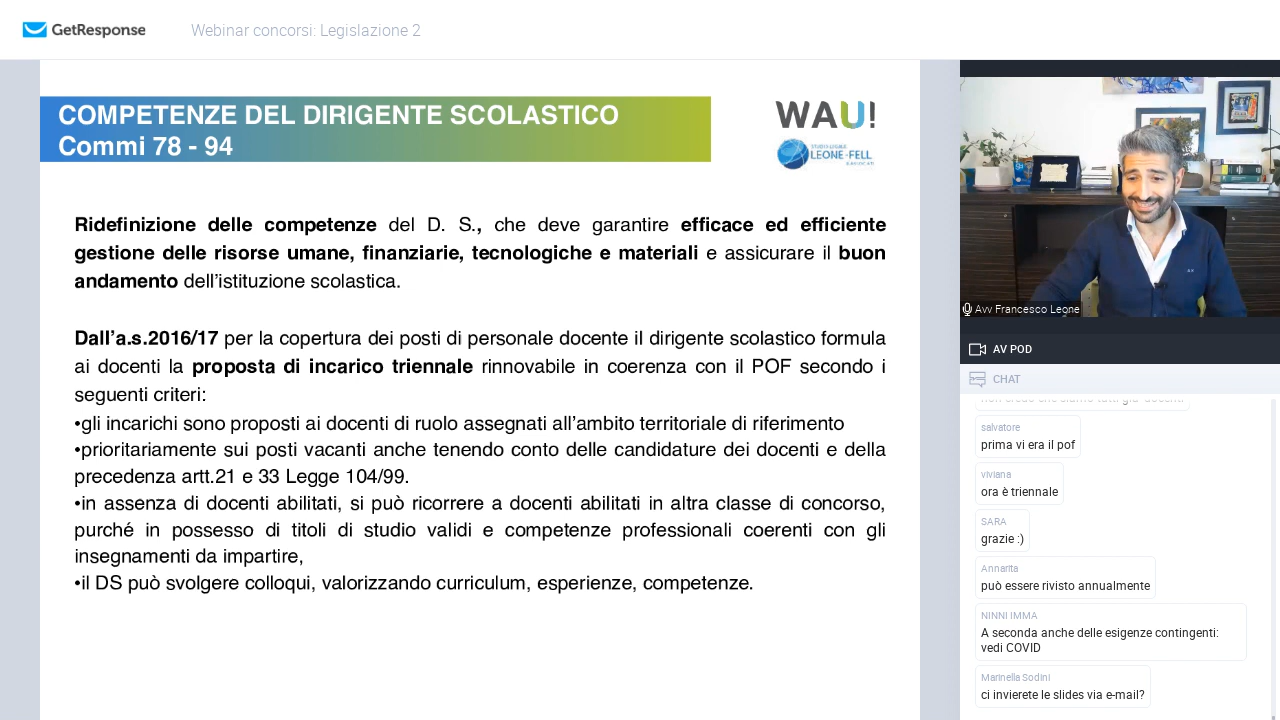 GetResponse
Webinar concorsi: Legislazione 2
COMPETENZE DEL DIRIGENTE SCOLASTICO
Commi 78 - 94
WAU!
STUDIO LEGALE
LEONE-FELL
& ASSOCIATI
Ridefinizione delle competenze del D. S., che deve garantire efficace ed efficiente
gestione delle risorse umane, finanziarie, tecnologiche e materiali e assicurare il buon
andamento dell'istituzione scolastica.
Dall'a.s.2016/17 per la copertura dei posti di personale docente il dirigente scolastico formula
ai docenti la proposta di incarico triennale rinnovabile in coerenza con il POF secondo i
seguenti criteri:
•gli incarichi sono proposti ai docenti di ruolo assegnati all'ambito territoriale di riferimento
•prioritariamente sui posti vacanti anche tenendo conto delle candidature dei docenti e della
precedenza artt.21 e 33 Legge 104/99.
•in assenza di docenti abilitati, si può ricorrere a docenti abilitati in altra classe di concorso,
purché in possesso di titoli di studio validi e competenze professionali coerenti con gli
insegnamenti da impartire,
•il DS può svolgere colloqui, valorizzando curriculum, esperienze, competenze.
Avv Francesco Leone
AV POD
CHAT
salvatore
prima vi era il pof
viviana
ora è triennale
SARA
grazie :)
Annarita
può essere rivisto annualmente
NINNI IMMA
A seconda anche delle esigenze contingenti:
vedi COVID
Marinella Sodini
ci invierete le slides via e-mail?